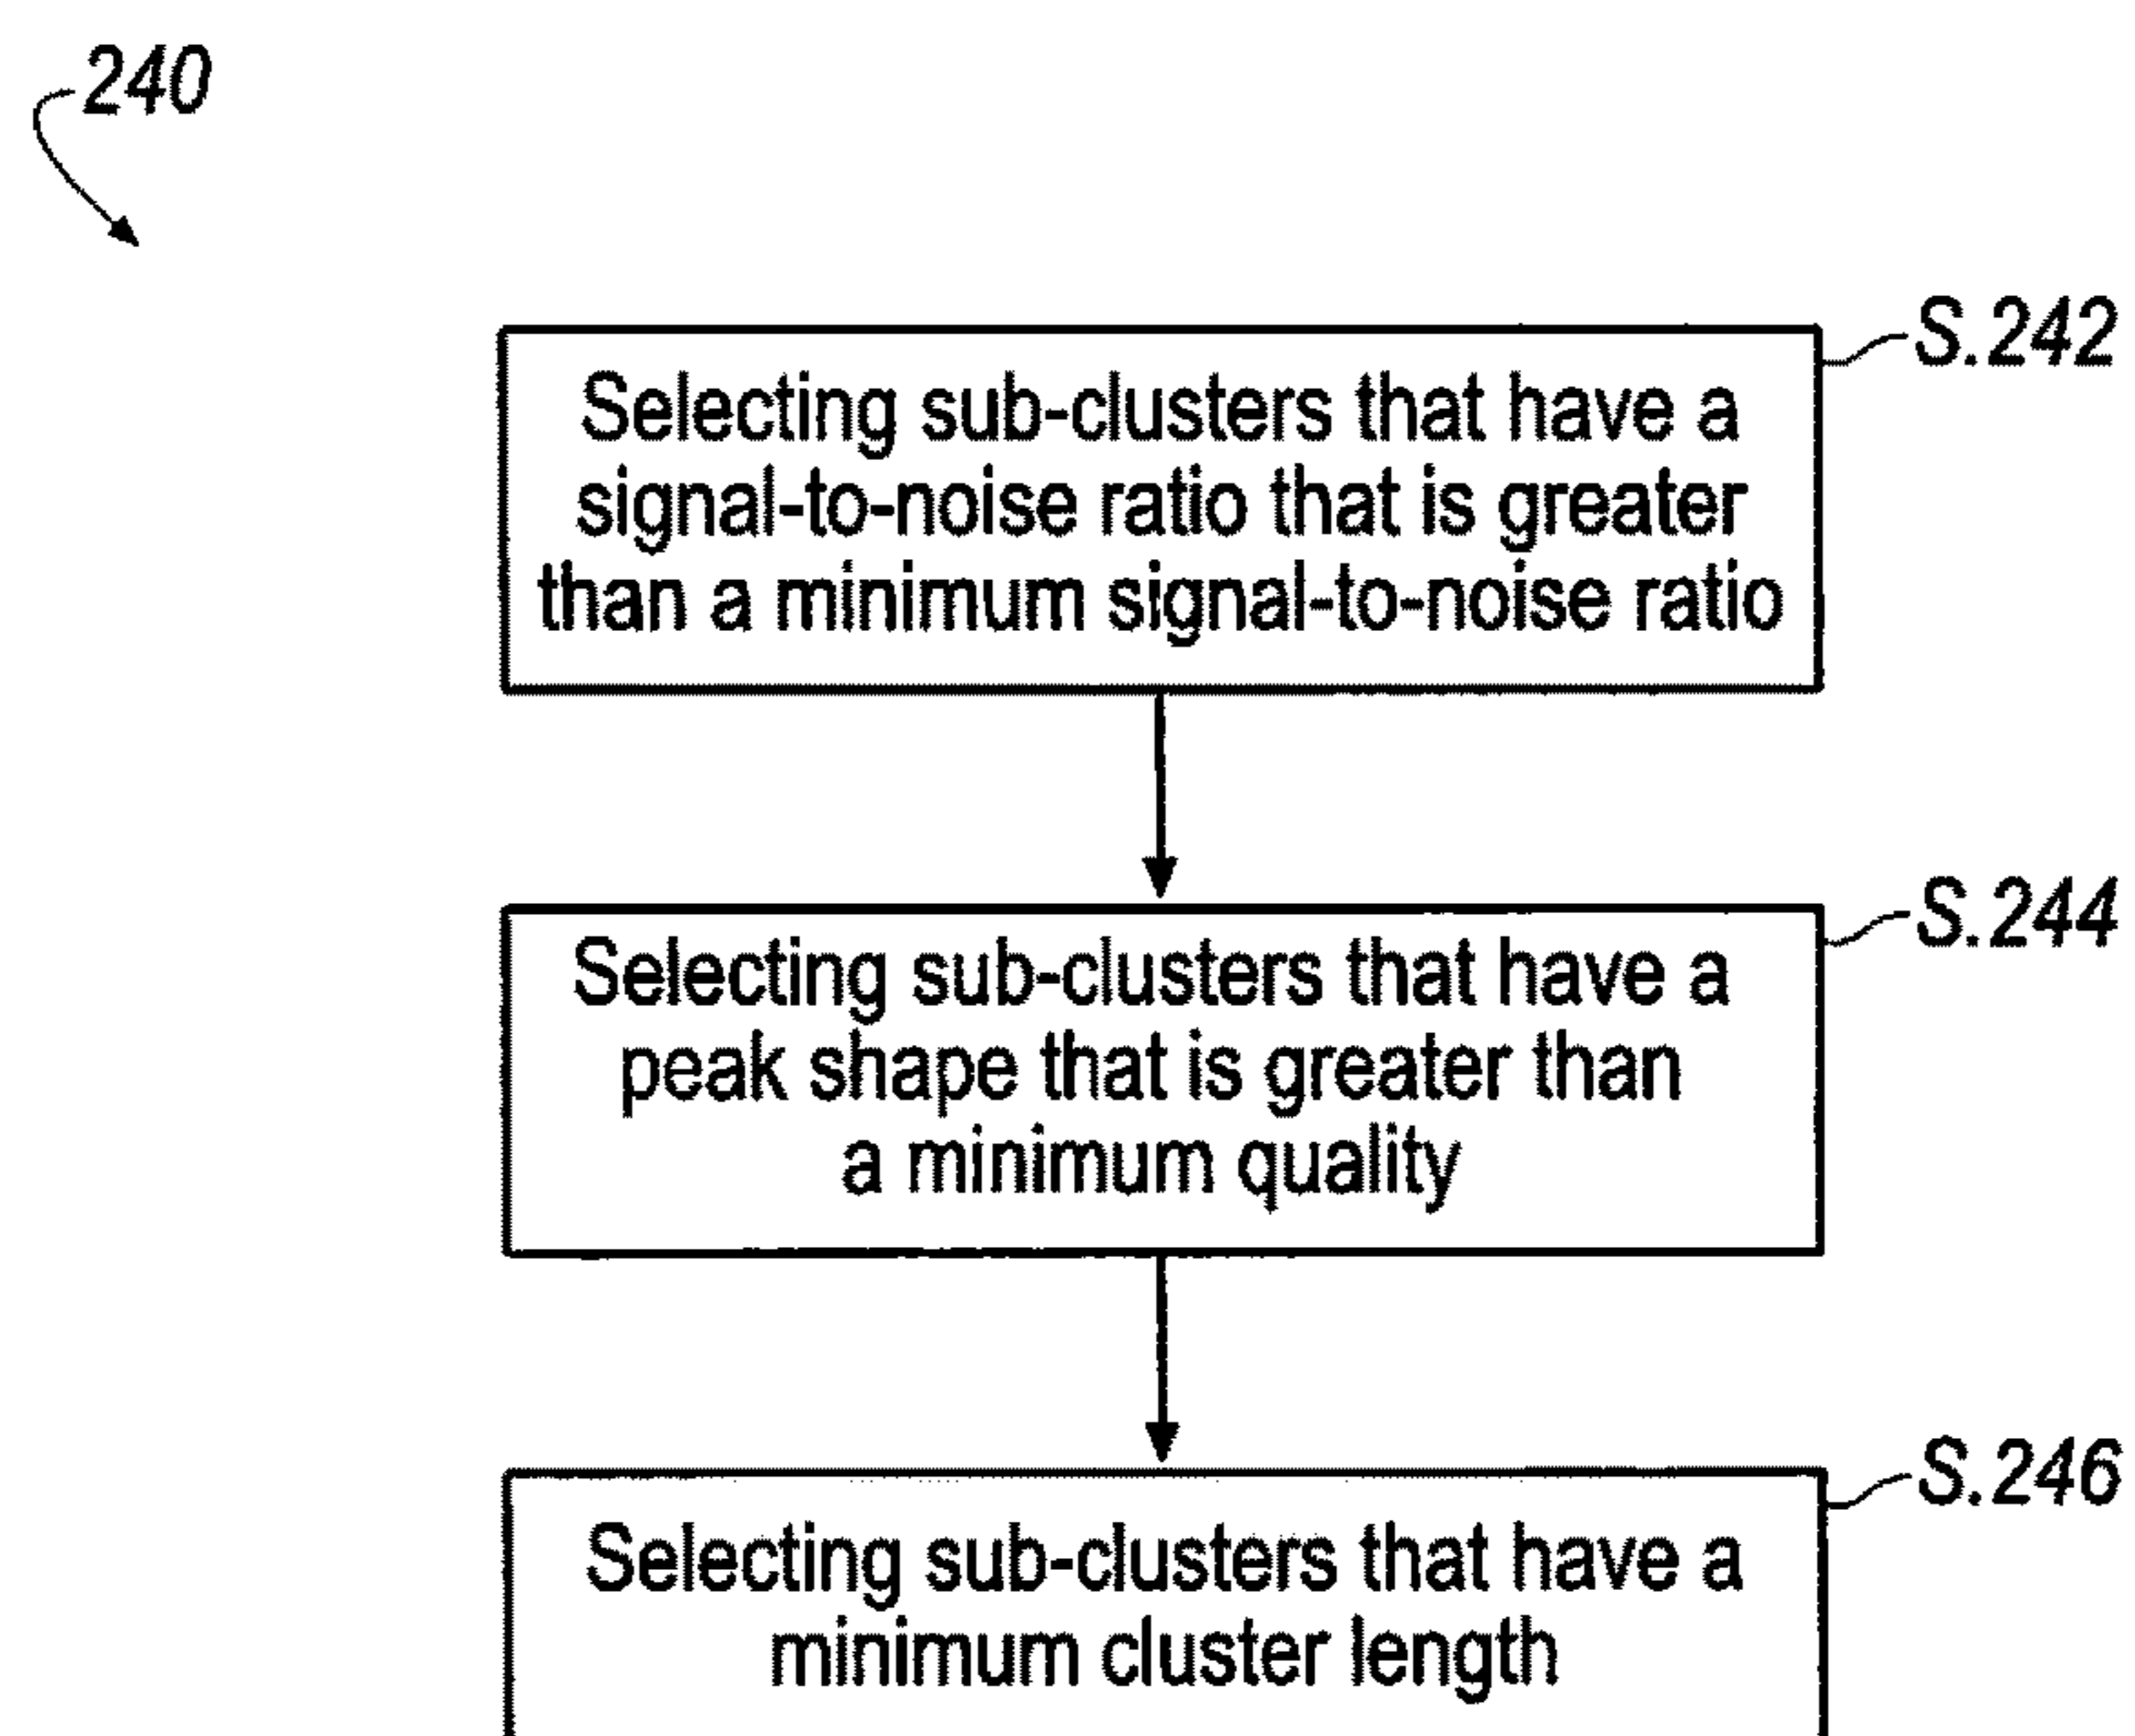 240
S.242
Selecting sub-clusters that have a
signal-to-noise ratio that is greater
than a minimum signal-to-noise ratio
S.244
Selecting sub-clusters that have a
peak shape that is greater than
a minimum quality
S.246
Selecting sub-clusters that have a
minimum cluster length